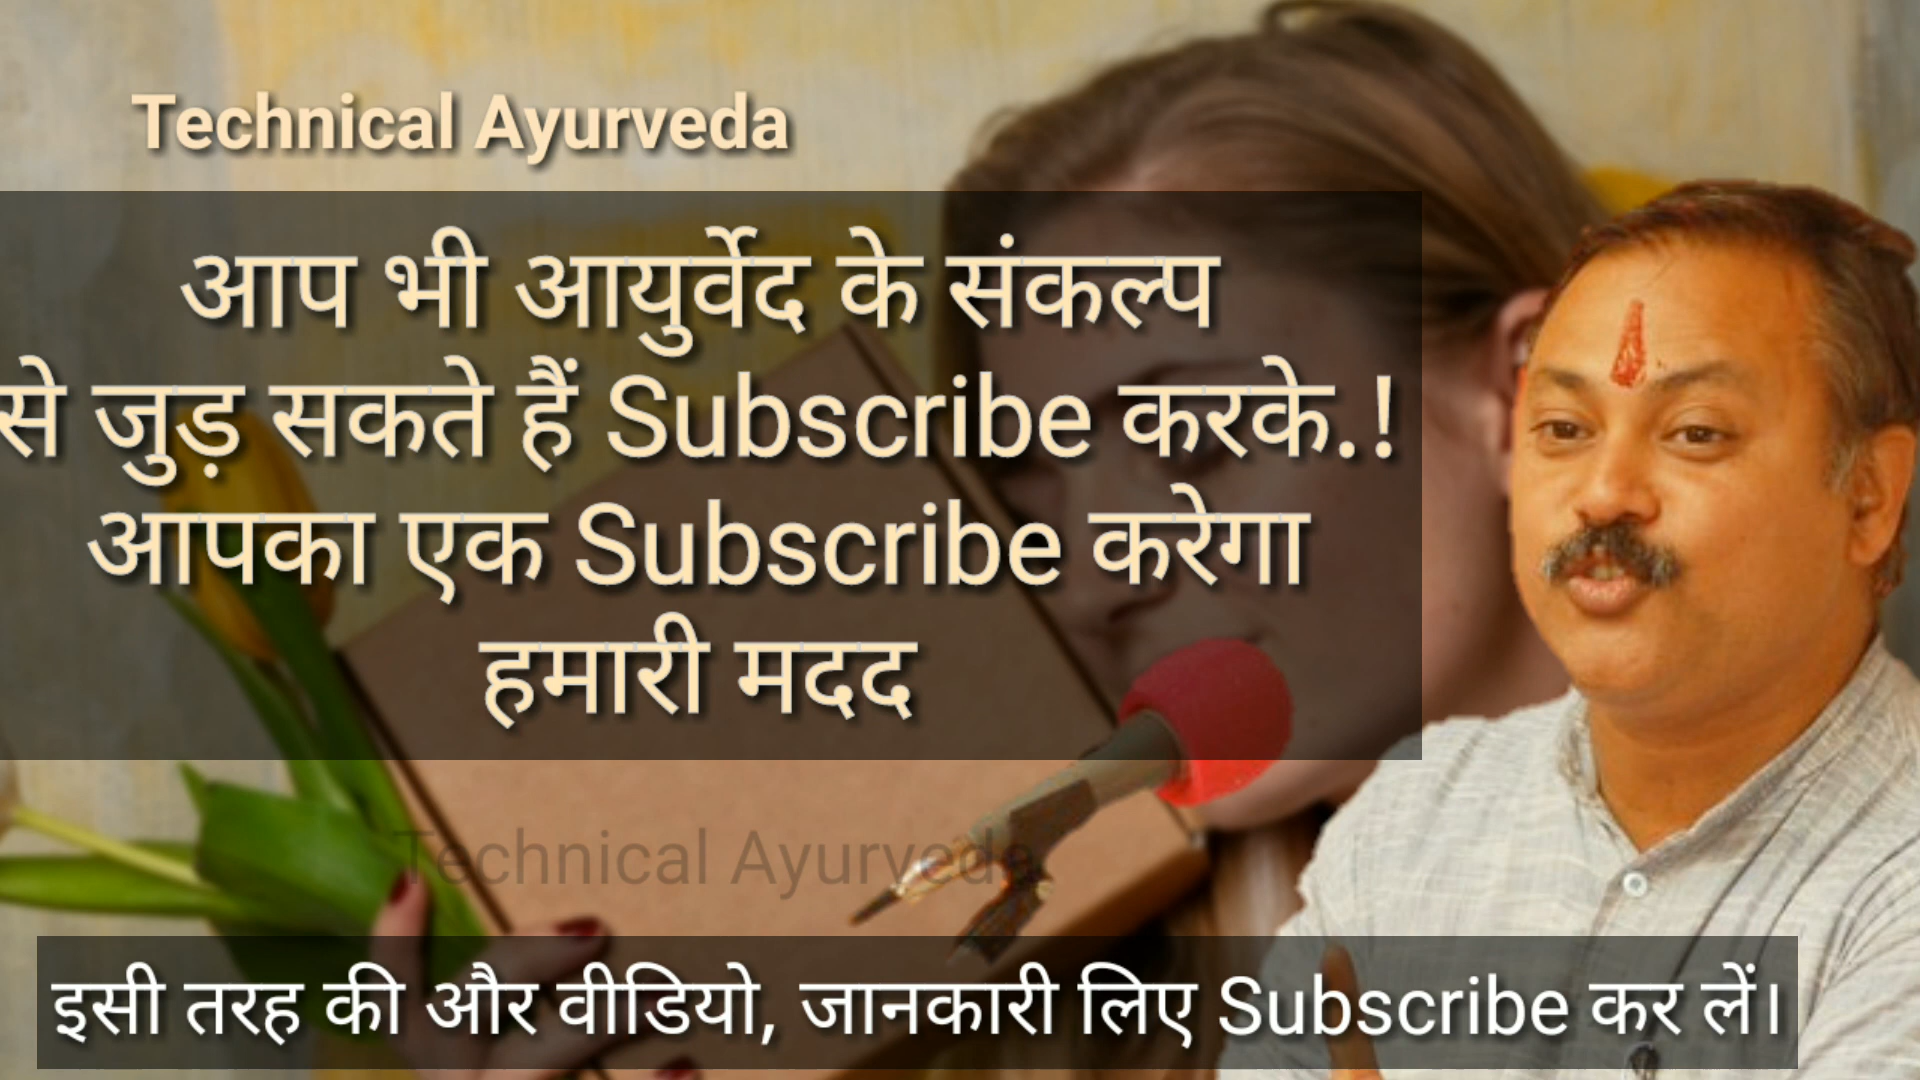 Technical Ayurveda
आप भी आयुर्वेद के संकल्प
से जुड़ सकते हैं Subscribe करके.!
आपका एक Subscribe करेगा
हमारी मदद
Technical Ayurveda
इसी तरह की और वीडियो, जानकारी लिए Subscribe कर लें।